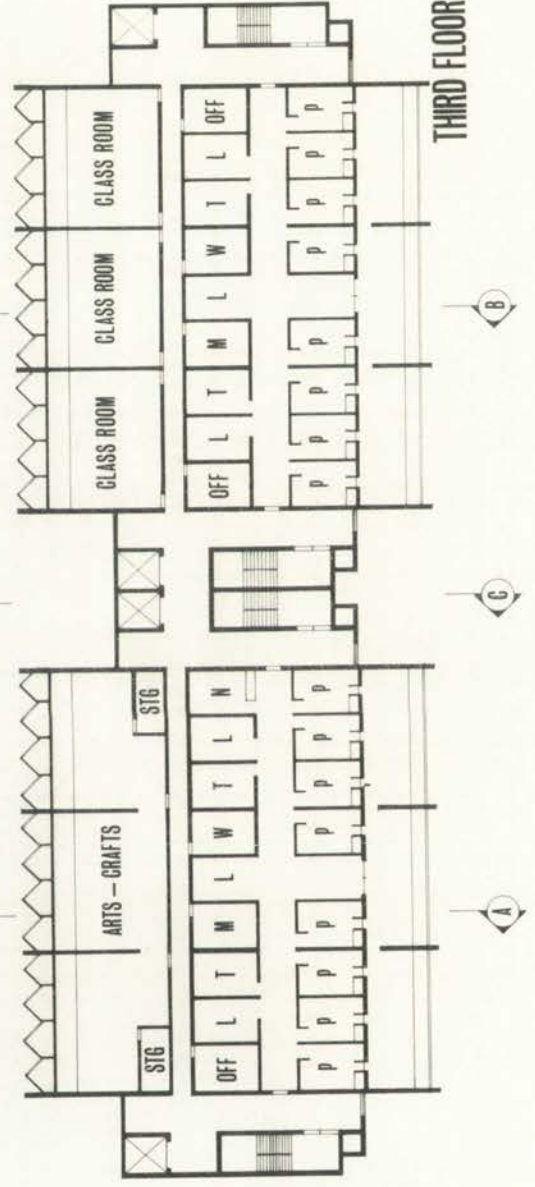 STG ARTS – CRAFTS STG CLASS ROOM CLASS ROOM CLASS ROOM
OFF L T M L W T L N OFF L T M L W T L OFF
P P P P P P P P P P P P P P P P
THIRD FLOOR
A C B